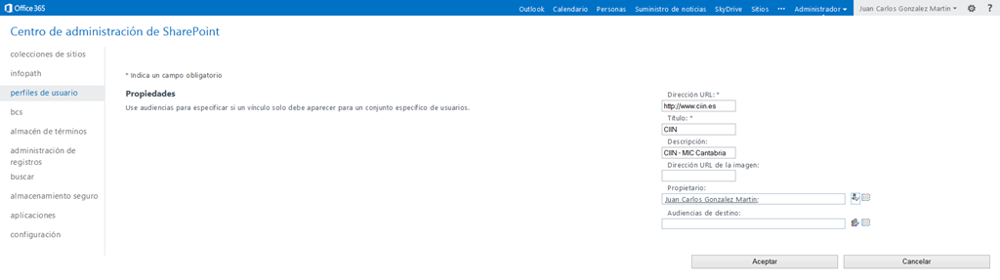 Office 365
Outlook Calendario Personas Suministro de noticias SkyDrive Sitios ••• Administrador Juan Carlos Gonzalez Martin ?
Centro de administración de SharePoint
colecciones de sitios
infopath
perfiles de usuario
bcs
almacén de términos
administración de
registros
buscar
almacenamiento seguro
aplicaciones
configuración
* Indica un campo obligatorio
Propiedades
Use audiencias para especificar si un vínculo solo debe aparecer para un conjunto específico de usuarios.
Dirección URL: *
http://www.ciin.es
Título: *
CIIN
Descripción:
CIIN - MIC Cantabria
Dirección URL de la imagen:
Propietario:
Juan Carlos Gonzalez Martin;
Audiencias de destino:
Aceptar Cancelar